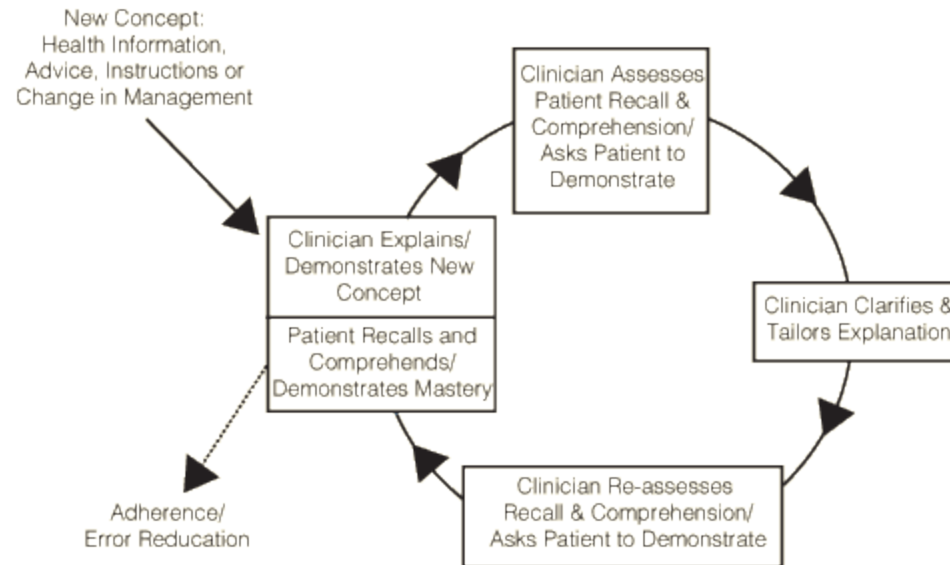 New Concept:
Health Information,
Advice, Instructions or
Change in Management
Clinician Assesses
Patient Recall &
Comprehension/
Asks Patient to
Demonstrate
Clinician Explains/
Demonstrates New
Concept
Clinician Clarifies &
Tailors Explanation
Patient Recalls and
Comprehends/
Demonstrates Mastery
Clinician Re-assesses
Recall & Comprehension/
Asks Patient to Demonstrate
Adherence/
Error Reducation